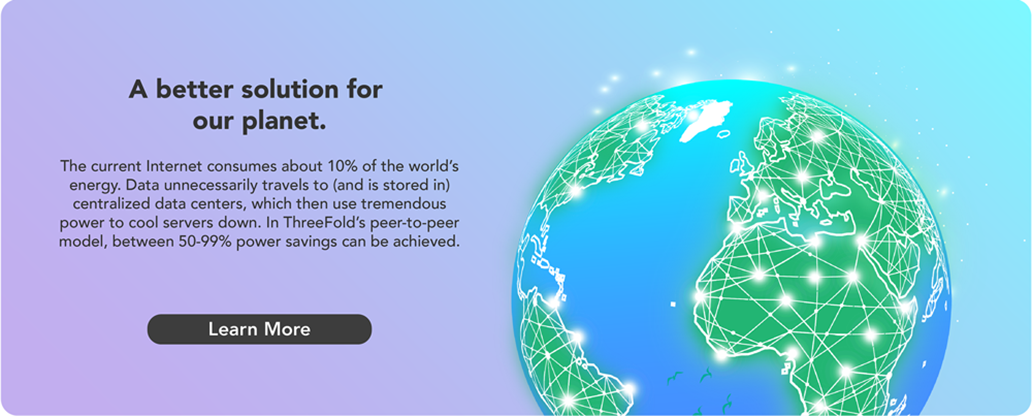 A better solution for
our planet.
The current Internet consumes about 10% of the world's
energy. Data unnecessarily travels to (and is stored in)
centralized data centers, which then use tremendous
power to cool servers down. In ThreeFold's peer-to-peer
model, between 50-99% power savings can be achieved.
Learn More